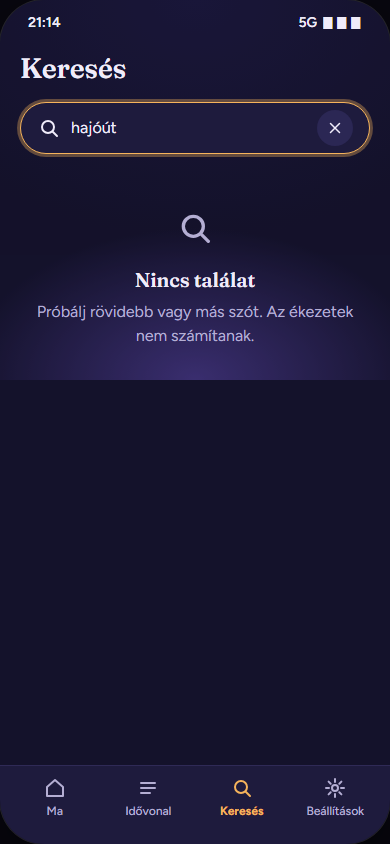 21:14
5G
Keresés
hajóút
Nincs találat
Próbálj rövidebb vagy más szót. Az ékezetek
nem számítanak.
Ma
Idővonal
Keresés
Beállítások